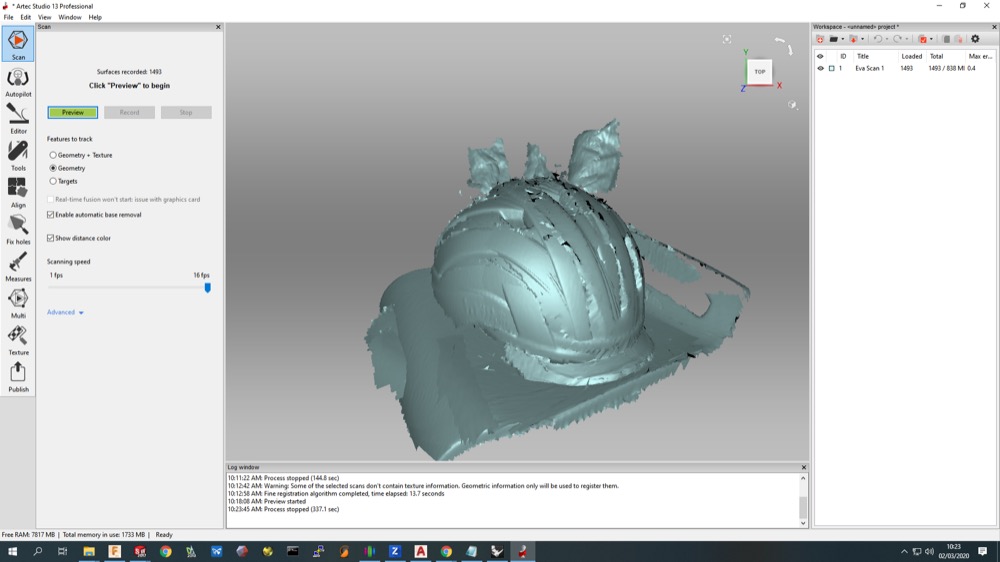 * Artec Studio 13 Professional
File Edit View Window Help
Scan
Scan
Autopilot
Editor
Tools
Align
Fix holes
Measures
Multi
Texture
Publish
Surfaces recorded: 1493
Click "Preview" to begin
Preview Record Stop
Features to track
Geometry + Texture
Geometry
Targets
Real-time fusion won't start: issue with graphics card
Enable automatic base removal
Show distance color
Scanning speed
1 fps 16 fps
Advanced
Y
TOP
Z X
Log window
10:11:22 AM: Process stopped (144.8 sec)
10:12:42 AM: Warning: Some of the selected scans don't contain texture information. Geometric information only will be used to register them.
10:12:58 AM: Fine registration algorithm completed, time elapsed: 13.7 seconds
10:18:08 AM: Preview started
10:23:45 AM: Process stopped (337.1 sec)
Workspace - <unnamed> project *
ID Title Loaded Total Max er...
1 Eva Scan 1 1493 1493 / 838 MI 0.4
Free RAM: 7817 MB | Total memory in use: 1733 MB | Ready
10:23
02/03/2020